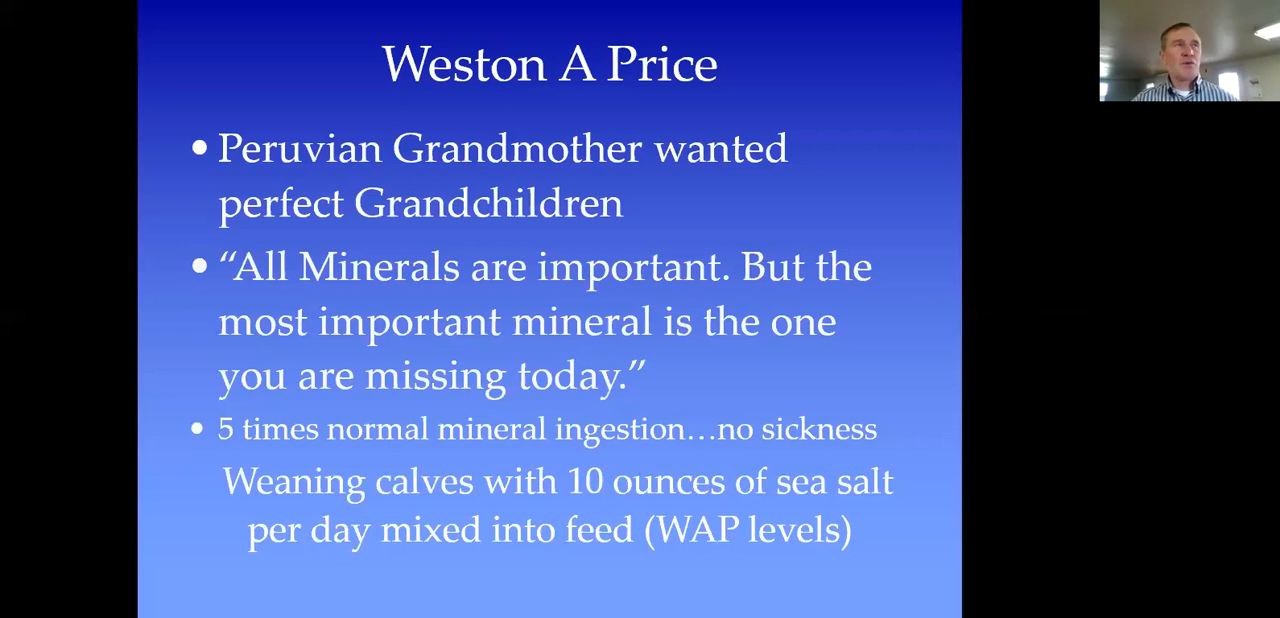 Weston A Price
• Peruvian Grandmother wanted
perfect Grandchildren
• “All Minerals are important. But the
most important mineral is the one
you are missing today.”
• 5 times normal mineral ingestion…no sickness
Weaning calves with 10 ounces of sea salt
per day mixed into feed (WAP levels)